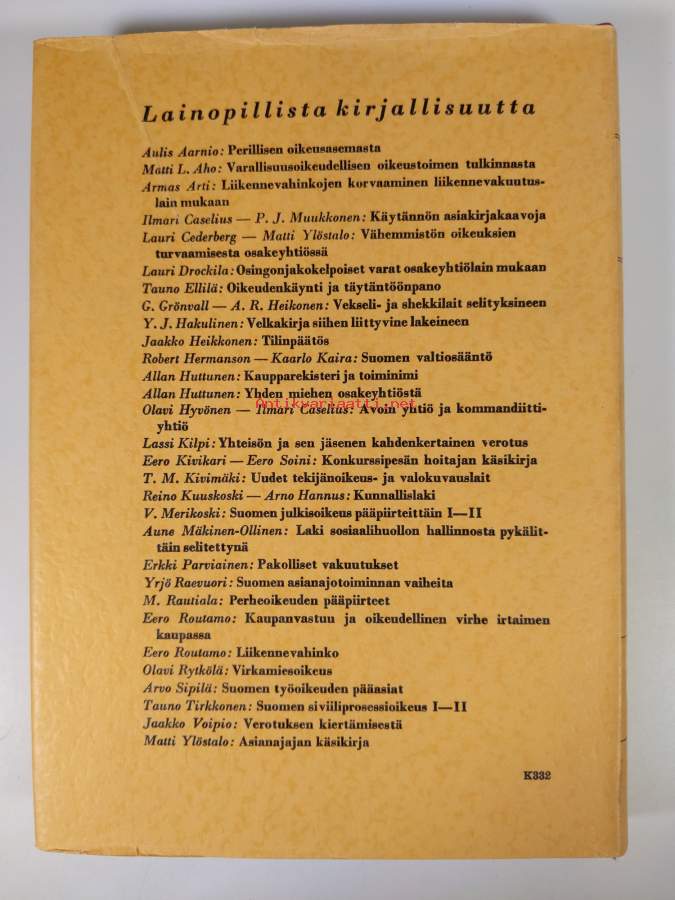 Lainopillista kirjallisuutta
Aulis Aarnio: Perillisen oikeusasemasta
Matti L. Aho: Varallisuusoikeudellisen oikeustoimen tulkinnasta
Armas Arti: Liikennevahinkojen korvaaminen liikennevakuutus-
lain mukaan
Ilmari Caselius — P. J. Muukkonen: Käytännön asiakirjakaavoja
Lauri Cederberg — Matti Ylöstalo: Vähemmistön oikeuksien
turvaamisesta osakeyhtiössä
Lauri Drockila: Osingonjakokelpoiset varat osakeyhtiölain mukaan
Tauno Ellilä: Oikeudenkäynti ja täytäntöönpano
G. Grönvall — A. R. Heikonen: Vekseli- ja shekkilait selityksineen
Y. J. Hakulinen: Velkakirja siihen liittyvine lakeineen
Jaakko Heikkonen: Tilinpäätös
Robert Hermanson — Kaarlo Kaira: Suomen valtiosääntö
Allan Huttunen: Kaupparekisteri ja toiminimi
Allan Huttunen: Yhden miehen osakeyhtiöstä
antikvariaatti.net
Olavi Hyvönen — Ilmari Caselius: Avoin yhtiö ja kommandiitti-
yhtiö
Lassi Kilpi: Yhteisön ja sen jäsenen kahdenkertainen verotus
Eero Kivikari — Eero Soini: Konkurssipesän hoitajan käsikirja
T. M. Kivimäki: Uudet tekijänoikeus- ja valokuvauslait
Reino Kuuskoski — Arno Hannus: Kunnallislaki
V. Merikoski: Suomen julkisoikeus pääpiirteittäin I—II
Aune Mäkinen-Ollinen: Laki sosiaalihuollon hallinnosta pykälit-
täin selitettynä
Erkki Parviainen: Pakolliset vakuutukset
Yrjö Raevuori: Suomen asianajotoiminnan vaiheita
M. Rautiala: Perheoikeuden pääpiirteet
Eero Routamo: Kaupanvastuu ja oikeudellinen virhe irtaimen
kaupassa
Eero Routamo: Liikennevahinko
Olavi Rytkölä: Virkamiesoikeus
Arvo Sipilä: Suomen työoikeuden pääasiat
Tauno Tirkkonen: Suomen siviiliprosessioikeus I—II
Jaakko Voipio: Verotuksen kiertämisestä
Matti Ylöstalo: Asianajajan käsikirja
K332